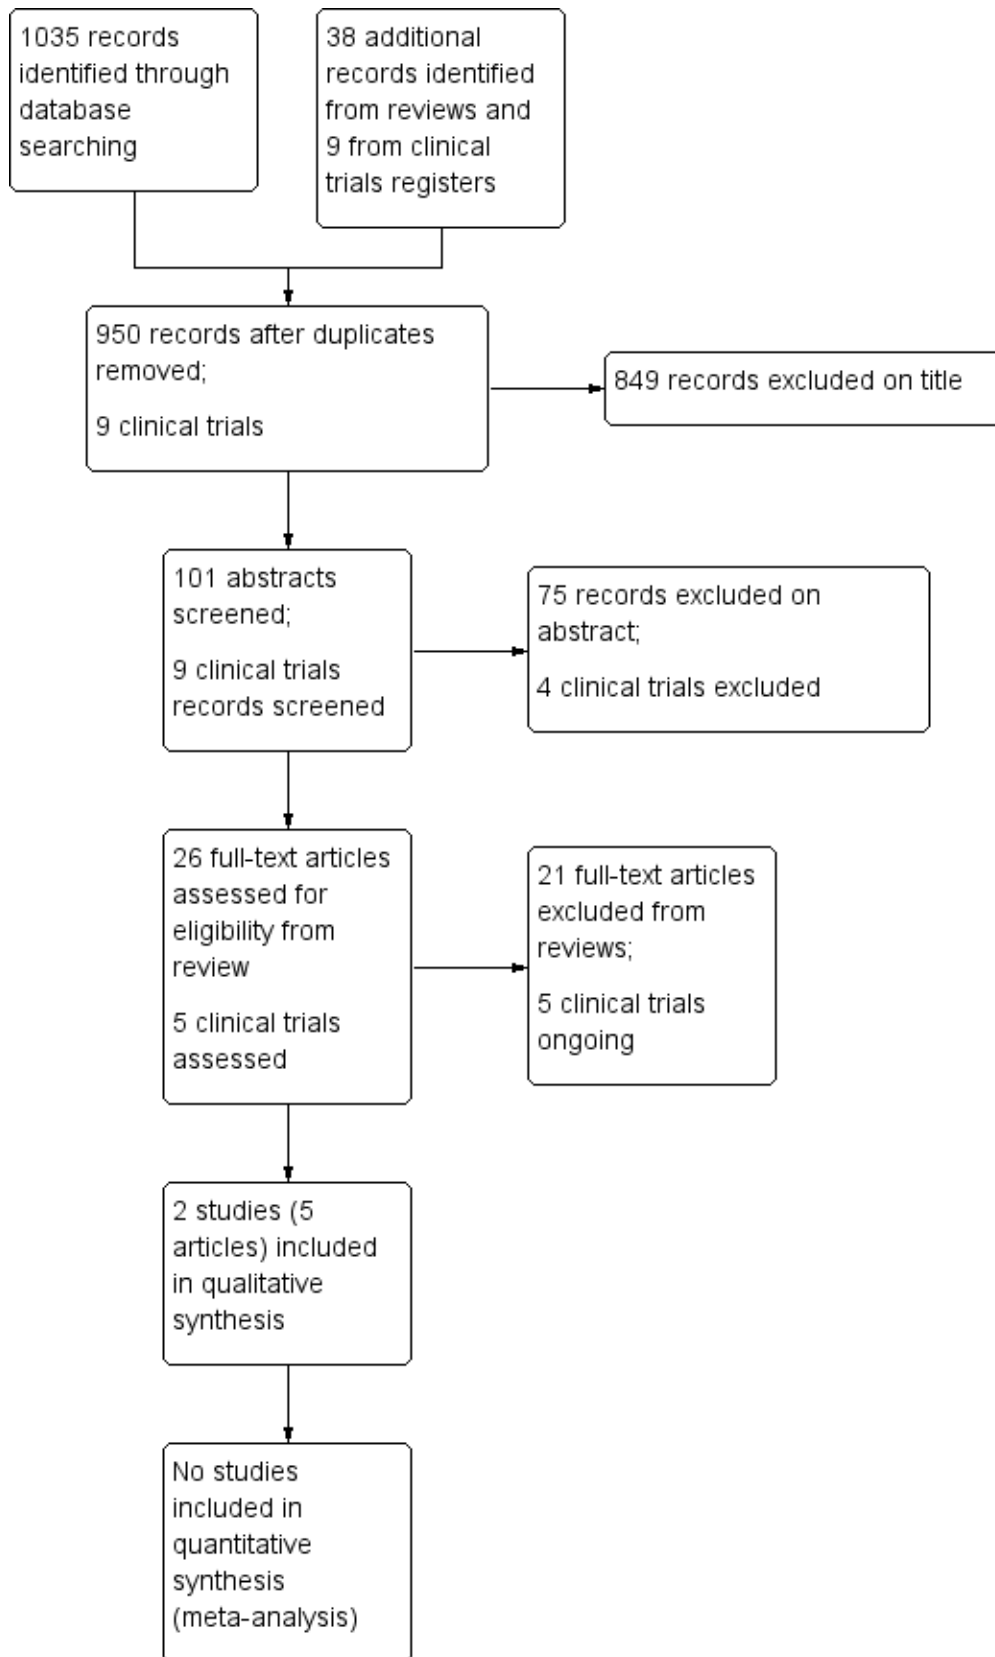 1035 records
identified through
database
searching
38 additional
records identified
from reviews and
9 from clinical
trials registers
950 records after duplicates
removed;
9 clinical trials
849 records excluded on title
101 abstracts
screened;
9 clinical trials
records screened
75 records excluded on
abstract;
4 clinical trials excluded
26 full-text articles
assessed for
eligibility from
review
5 clinical trials
assessed
21 full-text articles
excluded from
reviews;
5 clinical trials
ongoing
2 studies (5
articles) included
in qualitative
synthesis
No studies
included in
quantitative
synthesis
(meta-analysis)